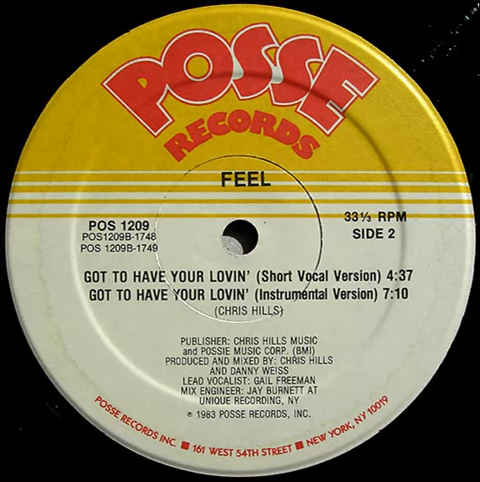 POSSE
RECORDS
FEEL
POS 1209
POS1209B-1748
POS 1209B-1749
33⅓ RPM
SIDE 2
GOT TO HAVE YOUR LOVIN' (Short Vocal Version) 4:37
GOT TO HAVE YOUR LOVIN' (Instrumental Version) 7:10
(CHRIS HILLS)
PUBLISHER: CHRIS HILLS MUSIC
and POSSIE MUSIC CORP. (BMI)
PRODUCED AND MIXED BY: CHRIS HILLS
AND DANNY WEISS
LEAD VOCALIST: GAIL FREEMAN
MIX ENGINEER: JAY BURNETT AT
UNIQUE RECORDING, NY
℗ 1983 POSSE RECORDS, INC.
POSSE RECORDS INC. ■ 161 WEST 54TH STREET ■ NEW YORK, NY 10019